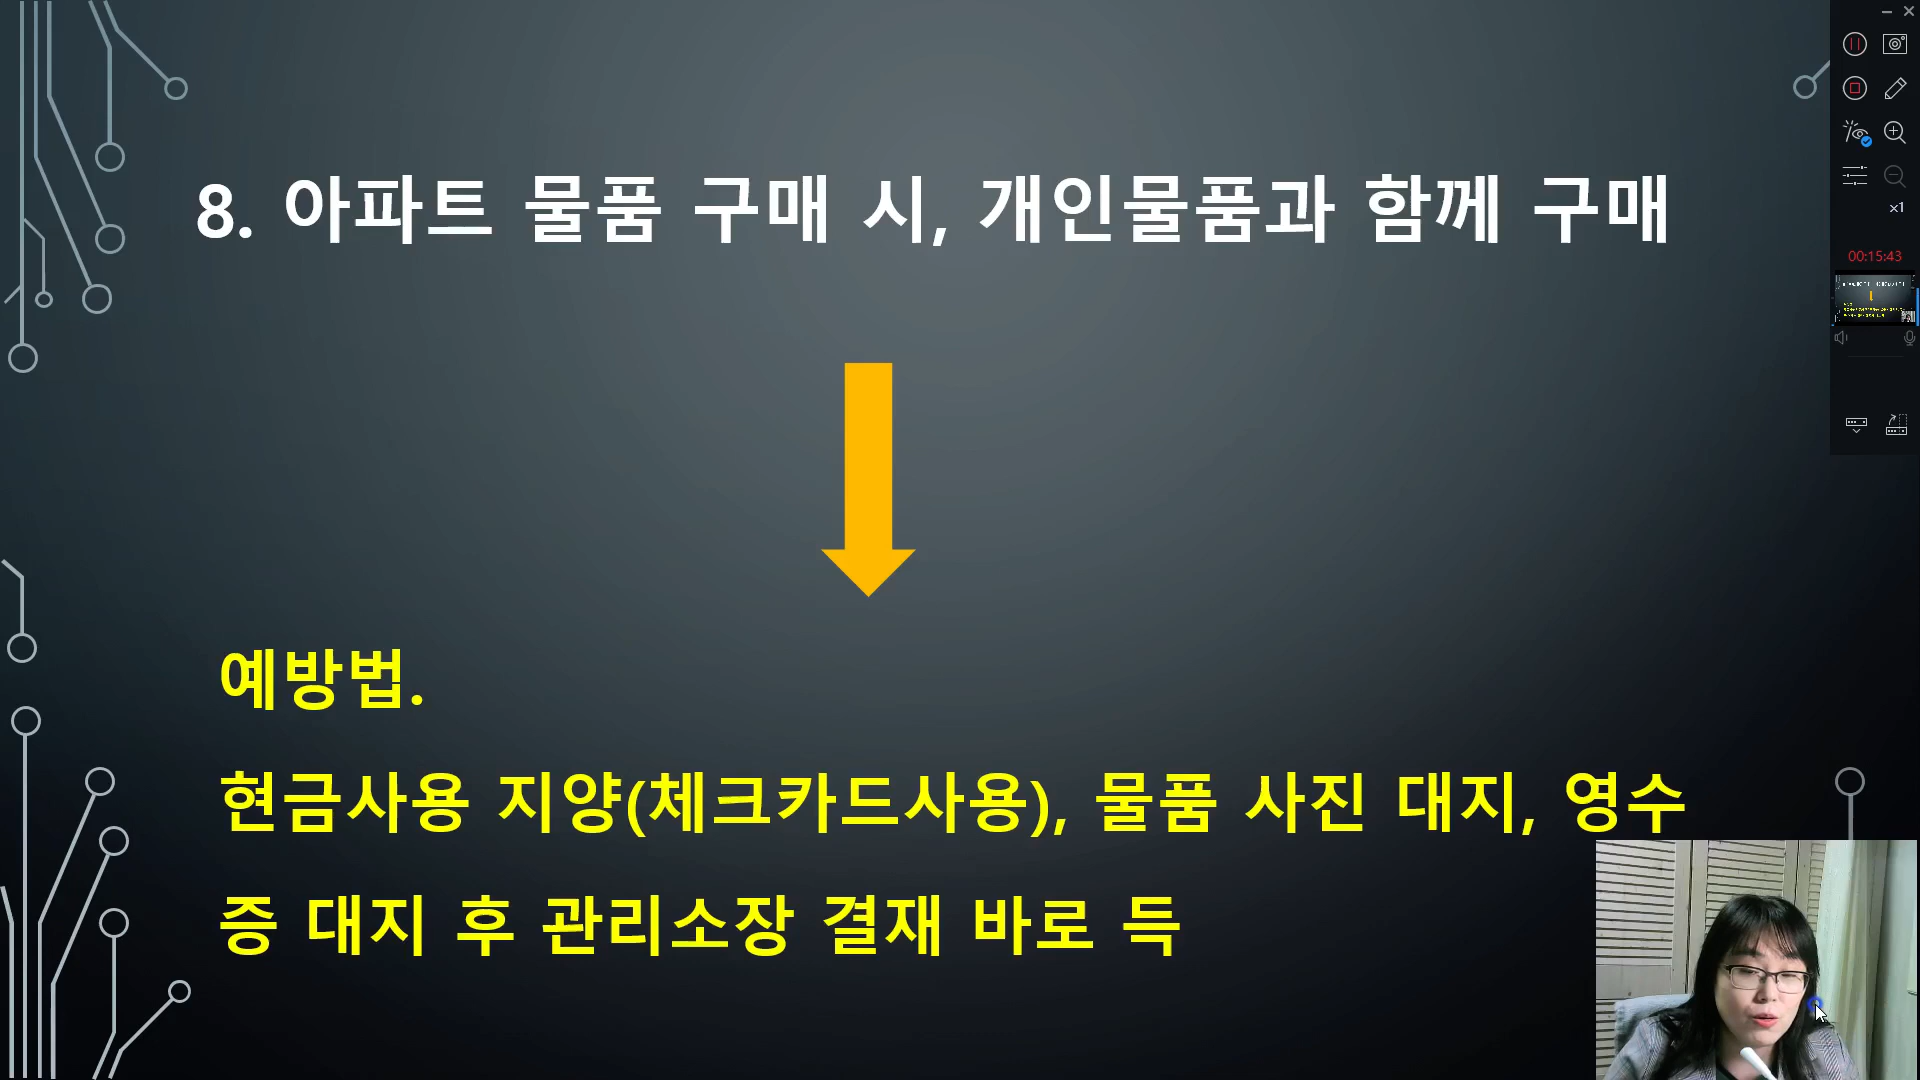 8. 아파트 물품 구매 시, 개인물품과 함께 구매
예방법.
현금사용 지양(체크카드사용), 물품 사진 대지, 영수
증 대지 후 관리소장 결재 바로 득
x1
00:15:43